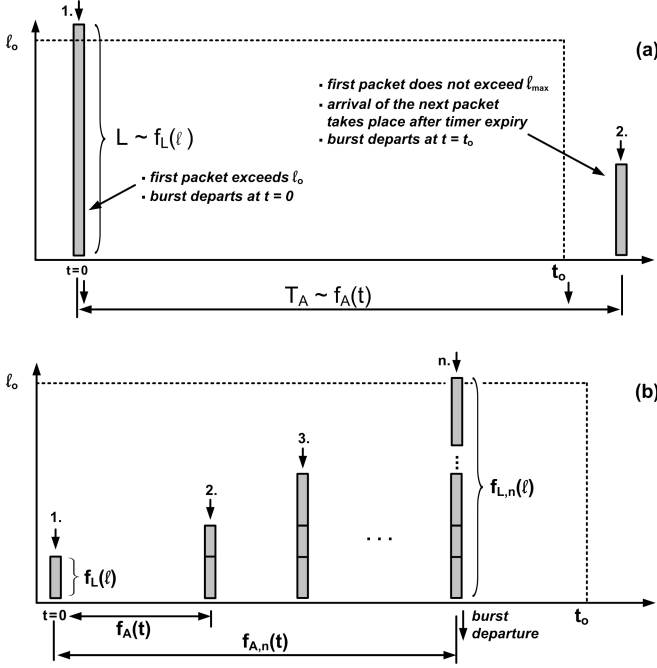 1.
ℓo
(a)
▪ first packet does not exceed ℓmax
▪ arrival of the next packet
takes place after timer expiry
▪ burst departs at t = to
2.
L ~ fL(ℓ)
▪ first packet exceeds ℓo
▪ burst departs at t = 0
t=0
to
TA ~ fA(t)
n.
ℓo
(b)
3.
2.
1.
fL,n(ℓ)
...
fL(ℓ)
t=0
fA(t)
burst
departure
to
fA,n(t)